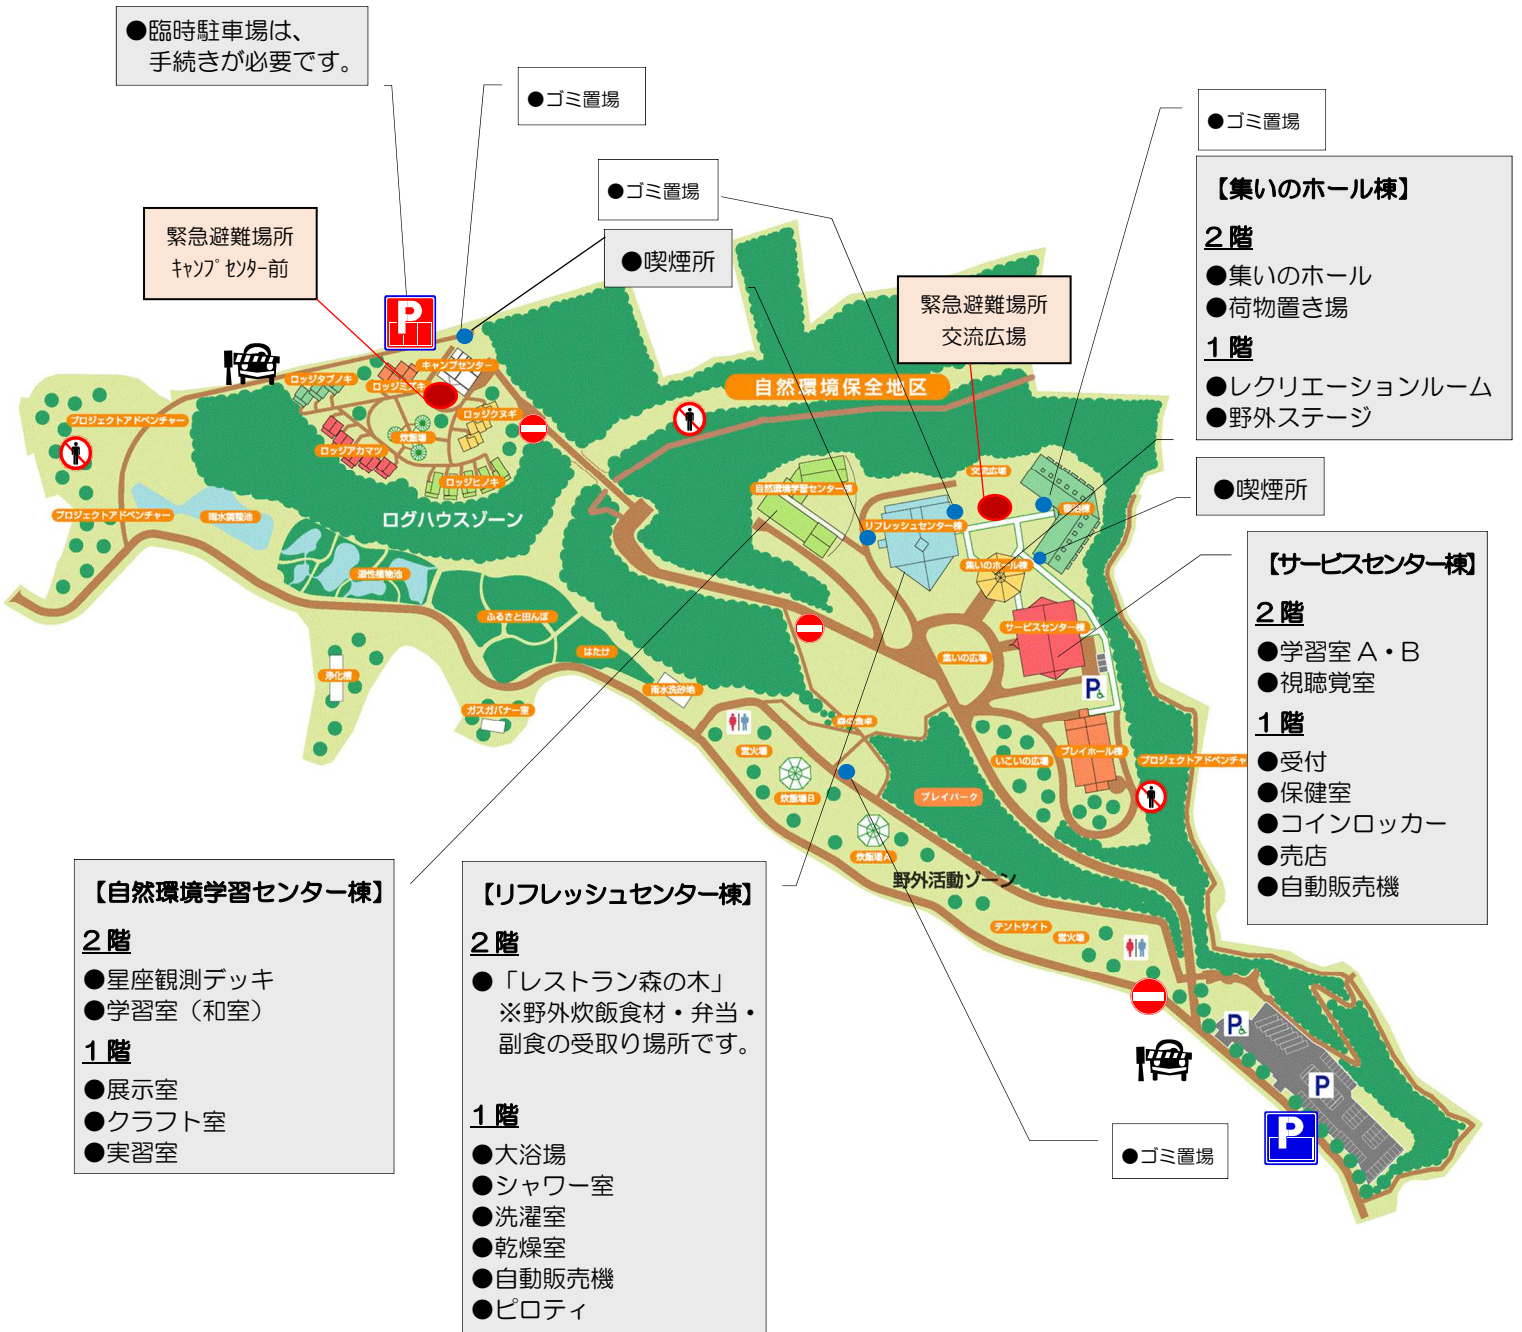 ●臨時駐車場は、
手続きが必要です。
●ゴミ置場
●ゴミ置場
●喫煙所
●ゴミ置場
緊急避難場所
ｷｬﾝﾌﾟｾﾝﾀｰ前
緊急避難場所
交流広場
【集いのホール棟】
2階
●集いのホール
●荷物置き場
1階
●レクリエーションルーム
●野外ステージ
●喫煙所
【サービスセンター棟】
2階
●学習室A・B
●視聴覚室
1階
●受付
●保健室
●コインロッカー
●売店
●自動販売機
P
キャンプセンター
ロッジタブノキ
ロッジミズキ
ロッジクヌギ
炊飯場
ロッジアカマツ
ロッジヒノキ
ログハウスゾーン
プロジェクトアドベンチャー
プロジェクトアドベンチャー
雨水調整池
湿性植物池
ふるさと田んぼ
はたけ
浄化槽
ガスガバナー室
雨水洗砂地
自然環境保全地区
交流広場
自然環境学習センター棟
リフレッシュセンター棟
宿泊棟
集いのホール棟
サービスセンター棟
集いの広場
P
森の食卓
営火場
炊飯場B
炊飯場A
プレイパーク
いこいの広場
プレイホール棟
プロジェクトアドベンチャ
野外活動ゾーン
テントサイト
営火場
P
P
P
●ゴミ置場
【自然環境学習センター棟】
2階
●星座観測デッキ
●学習室（和室）
1階
●展示室
●クラフト室
●実習室
【リフレッシュセンター棟】
2階
●「レストラン森の木」
※野外炊飯食材・弁当・
副食の受取り場所です。
1階
●大浴場
●シャワー室
●洗濯室
●乾燥室
●自動販売機
●ピロティ